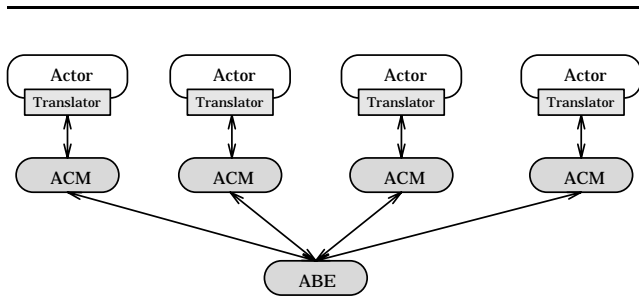 Actor Actor Actor Actor
Translator Translator Translator Translator
ACM ACM ACM ACM
ABE